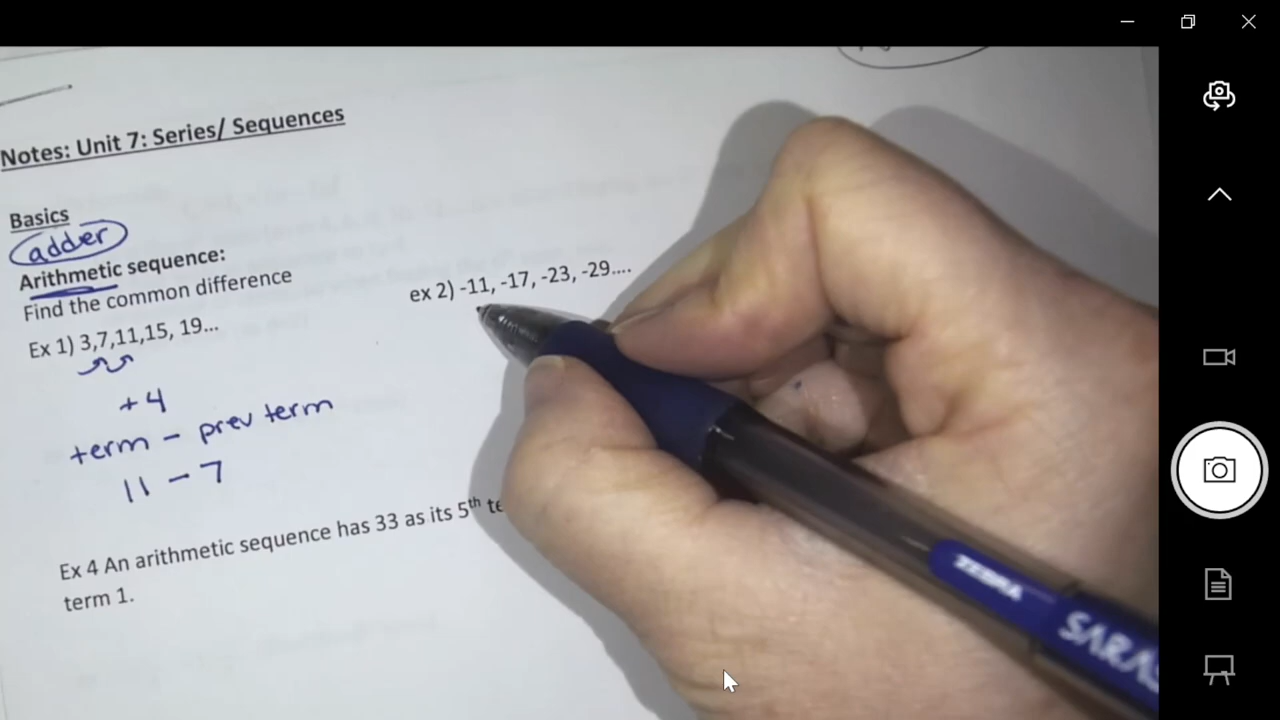 Notes: Unit 7: Series/ Sequences
Basics
adder
Arithmetic sequence:
Find the common difference
Ex 1) 3,7,11,15, 19...
ex 2) -11, -17, -23, -29....
+4
term - prev term
11 - 7
Ex 4 An arithmetic sequence has 33 as its 5th
term 1.
ZEBRA